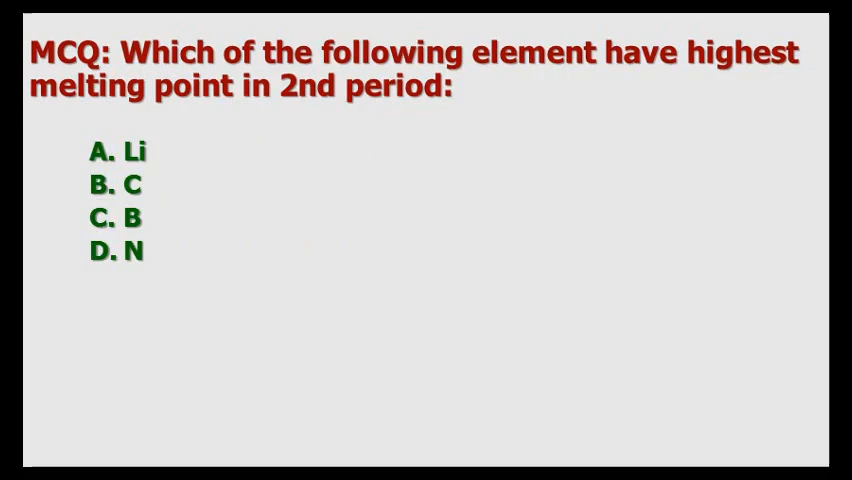 MCQ: Which of the following element have highest
melting point in 2nd period:
A. Li
B. C
C. B
D. N